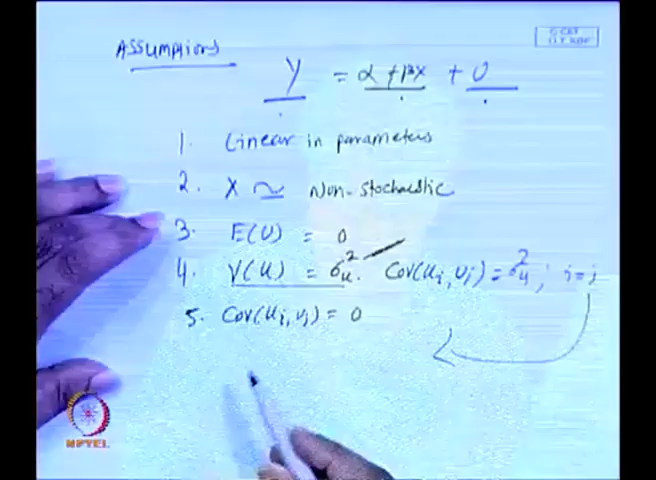 Assumptions
Y = α + βX + U
1. Linear in parameters
2. X ≃ Non-stochastic
3. E(U) = 0
4. V(u) = σu². Cov(ui, uj) = σu²; i=j
5. Cov(ui, uj) = 0
NPTEL